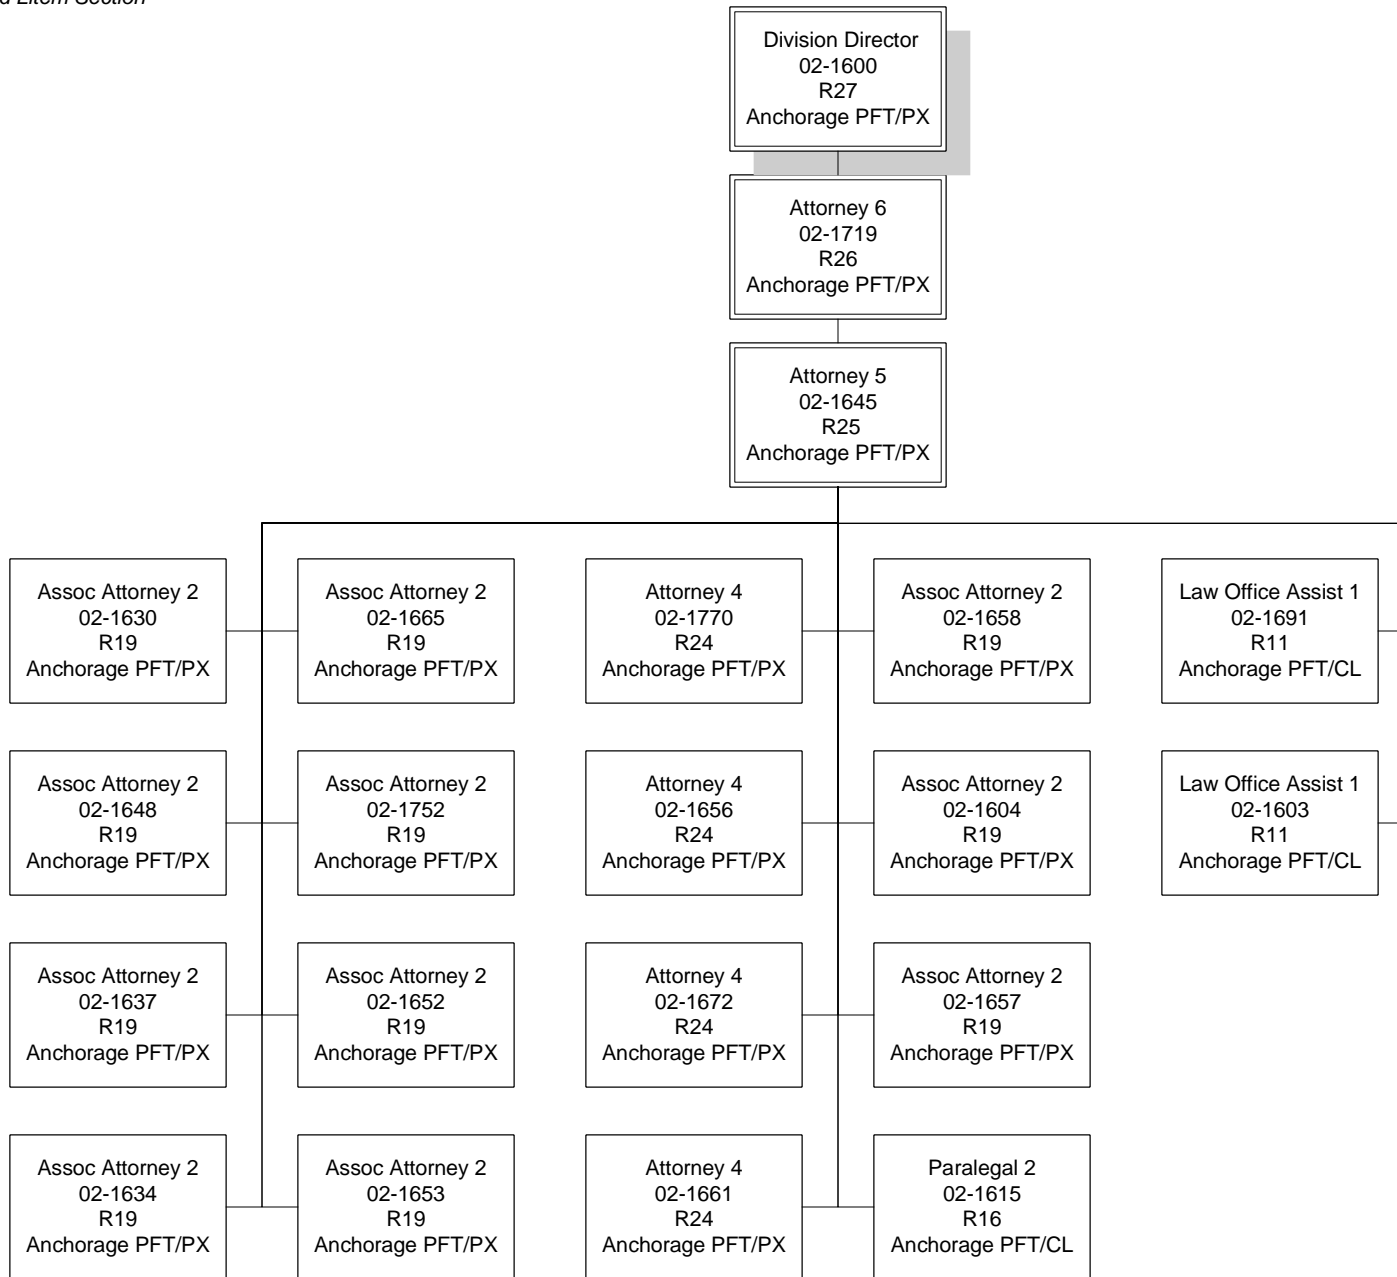 Litem Section
Division Director
02-1600
R27
Anchorage PFT/PX
Attorney 6
02-1719
R26
Anchorage PFT/PX
Attorney 5
02-1645
R25
Anchorage PFT/PX
Assoc Attorney 2
02-1630
R19
Anchorage PFT/PX
Assoc Attorney 2
02-1665
R19
Anchorage PFT/PX
Attorney 4
02-1770
R24
Anchorage PFT/PX
Assoc Attorney 2
02-1658
R19
Anchorage PFT/PX
Law Office Assist 1
02-1691
R11
Anchorage PFT/CL
Assoc Attorney 2
02-1648
R19
Anchorage PFT/PX
Assoc Attorney 2
02-1752
R19
Anchorage PFT/PX
Attorney 4
02-1656
R24
Anchorage PFT/PX
Assoc Attorney 2
02-1604
R19
Anchorage PFT/PX
Law Office Assist 1
02-1603
R11
Anchorage PFT/CL
Assoc Attorney 2
02-1637
R19
Anchorage PFT/PX
Assoc Attorney 2
02-1652
R19
Anchorage PFT/PX
Attorney 4
02-1672
R24
Anchorage PFT/PX
Assoc Attorney 2
02-1657
R19
Anchorage PFT/PX
Assoc Attorney 2
02-1634
R19
Anchorage PFT/PX
Assoc Attorney 2
02-1653
R19
Anchorage PFT/PX
Attorney 4
02-1661
R24
Anchorage PFT/PX
Paralegal 2
02-1615
R16
Anchorage PFT/CL